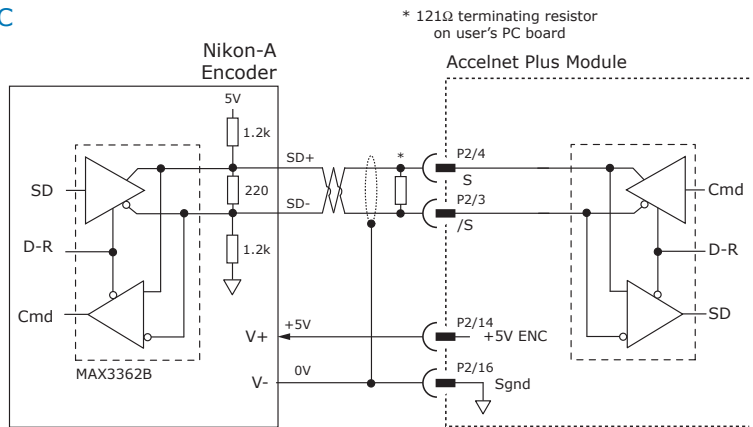 C
* 121Ω terminating resistor
on user's PC board
Nikon-A
Encoder
Accelnet Plus Module
5V
1.2k
SD+
*
P2/4
S
SD
220
Cmd
SD-
P2/3
/S
D-R
1.2k
D-R
Cmd
SD
+5V
P2/14
V+
+5V ENC
MAX3362B
0V
P2/16
V-
Sgnd